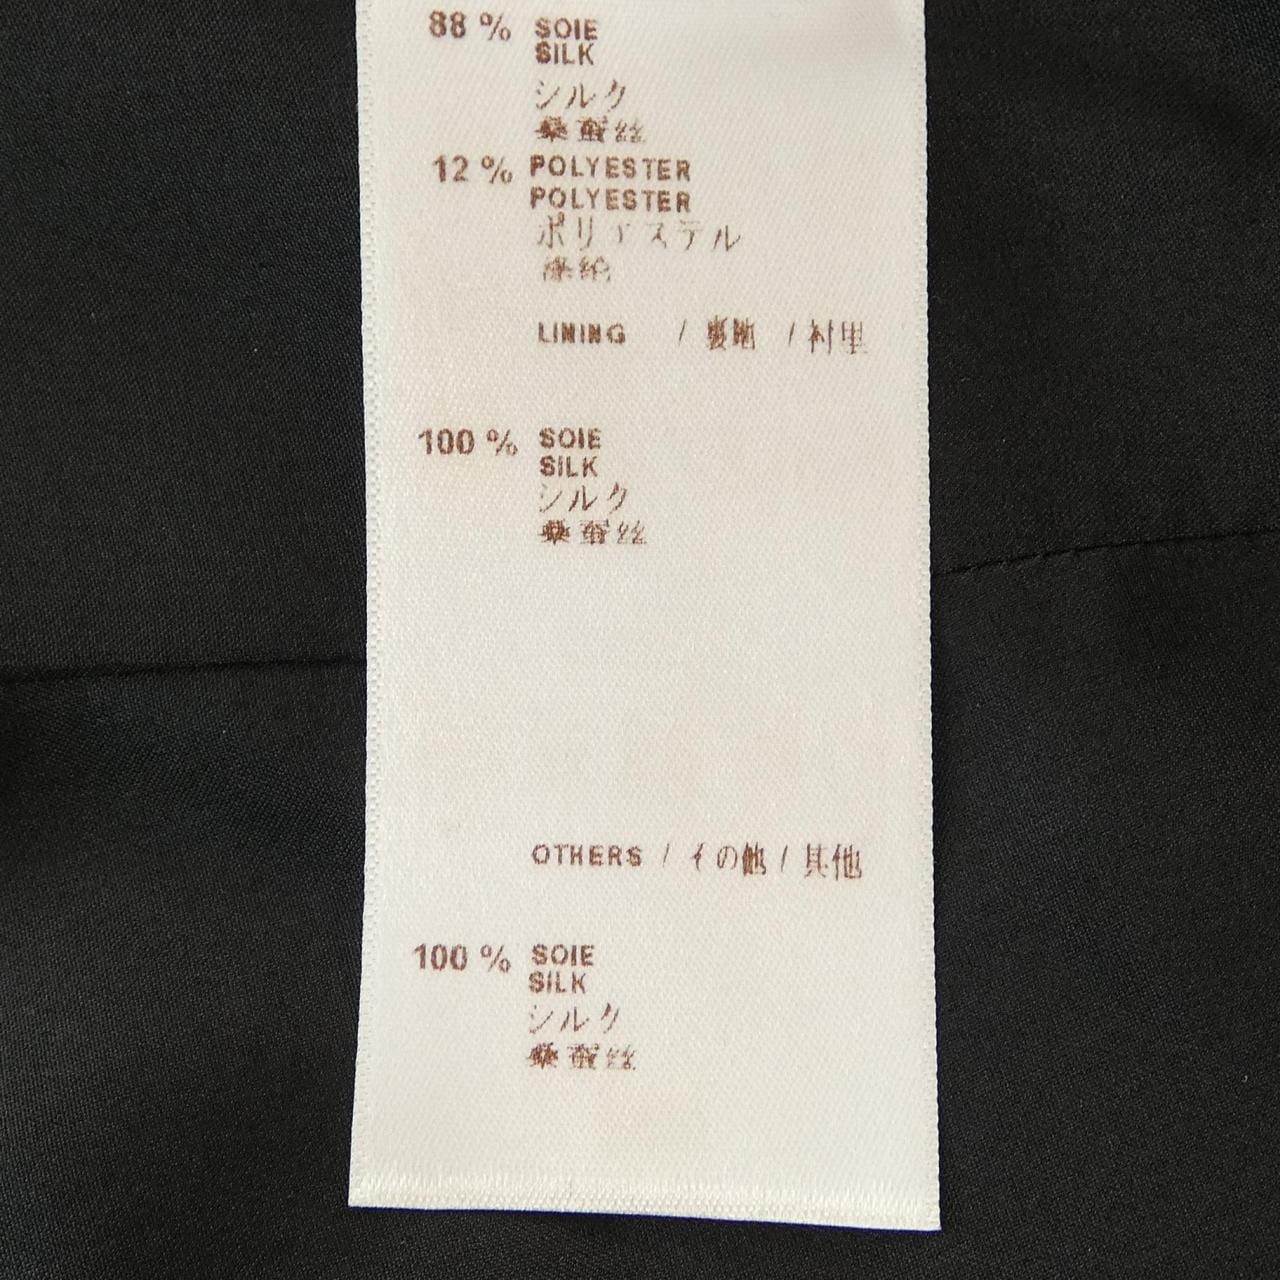 88 % SOIE
SILK
シルク
桑蚕丝
12 % POLYESTER
POLYESTER
ポリエステル
涤纶
LINING / 裏地 / 衬里
100 % SOIE
SILK
シルク
桑蚕丝
OTHERS / その他 / 其他
100 % SOIE
SILK
シルク
桑蚕丝